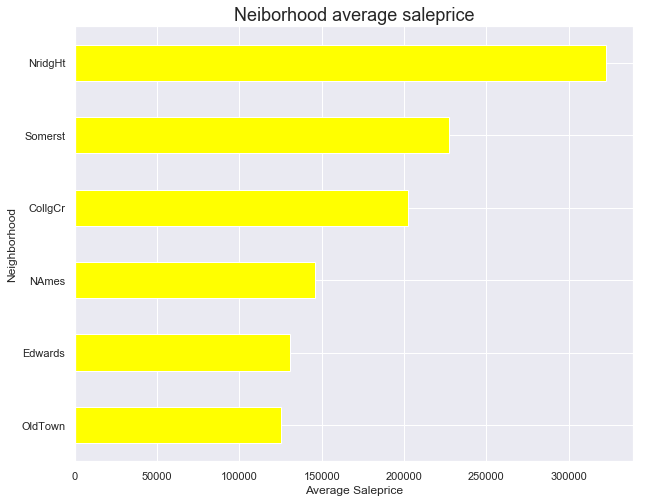 Neiborhood average saleprice
NridgHt
Somerst
CollgCr
NAmes
Edwards
OldTown
Neighborhood
0 50000 100000 150000 200000 250000 300000
Average Saleprice